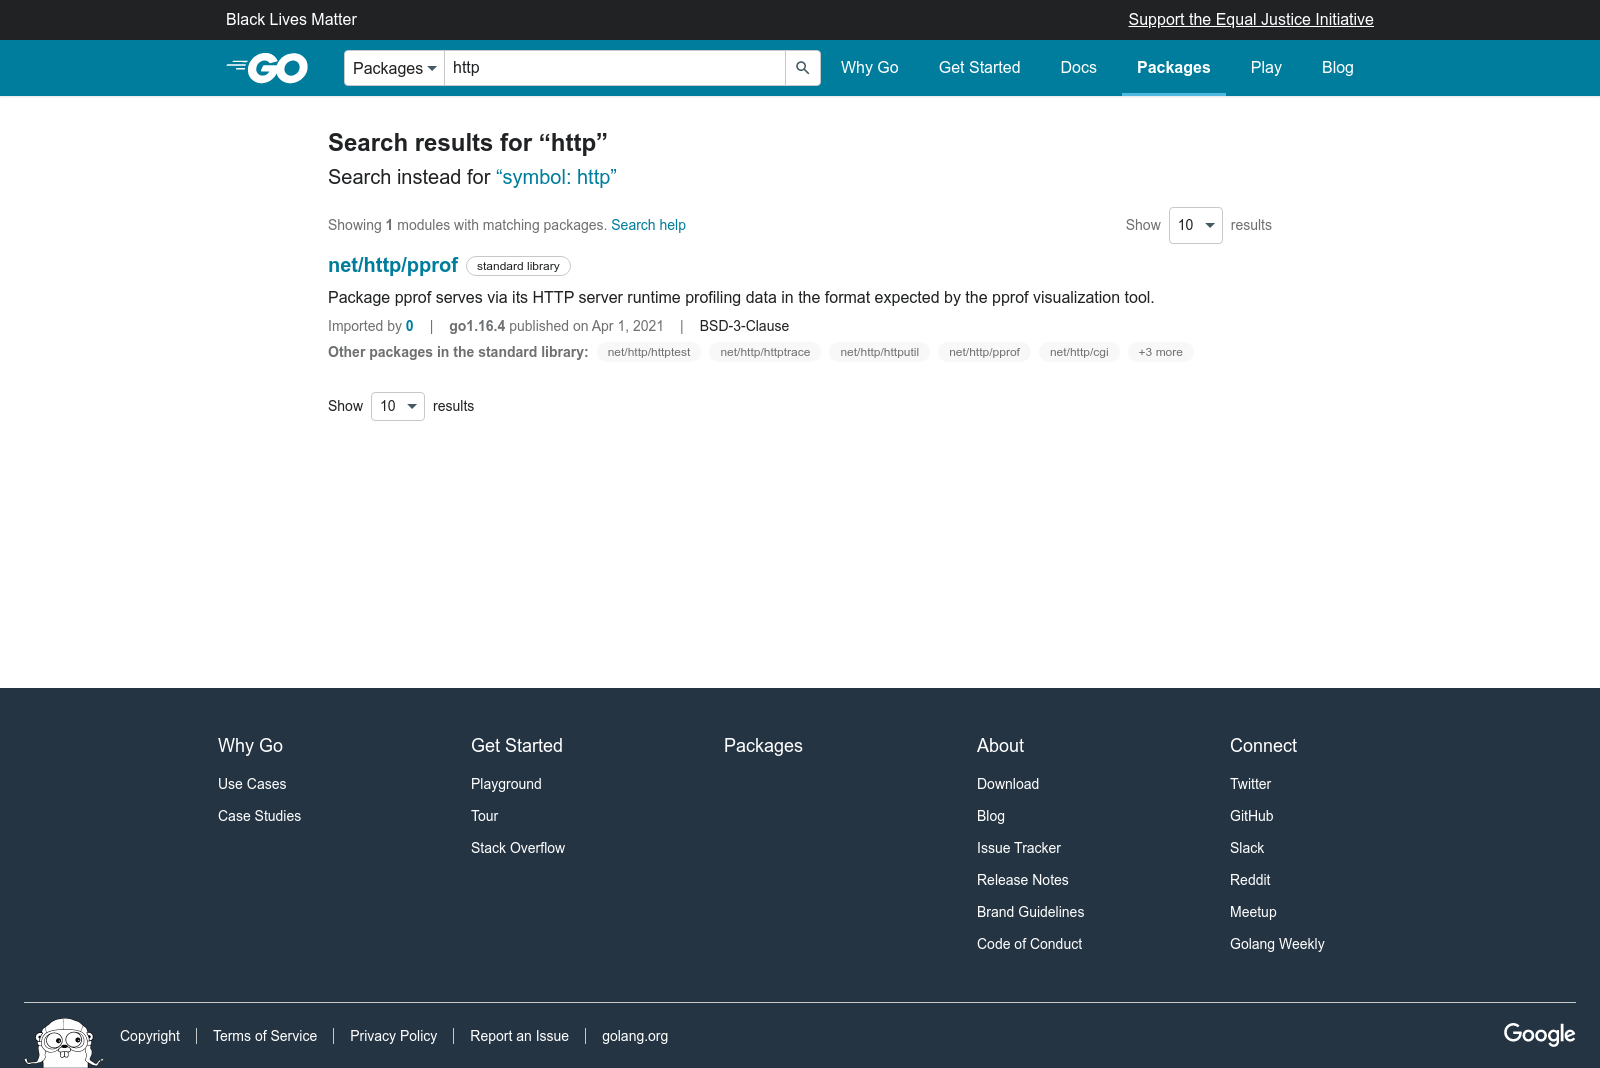 Black Lives Matter
Support the Equal Justice Initiative
GO
Packages
http
Why Go
Get Started
Docs
Packages
Play
Blog
Search results for “http”
Search instead for “symbol: http”
Showing 1 modules with matching packages. Search help
Show 10 results
net/http/pprof standard library
Package pprof serves via its HTTP server runtime profiling data in the format expected by the pprof visualization tool.
Imported by 0 | go1.16.4 published on Apr 1, 2021 | BSD-3-Clause
Other packages in the standard library: net/http/httptest net/http/httptrace net/http/httputil net/http/pprof net/http/cgi +3 more
Show 10 results
Why Go
Use Cases
Case Studies
Get Started
Playground
Tour
Stack Overflow
Packages
About
Download
Blog
Issue Tracker
Release Notes
Brand Guidelines
Code of Conduct
Connect
Twitter
GitHub
Slack
Reddit
Meetup
Golang Weekly
Copyright
Terms of Service
Privacy Policy
Report an Issue
golang.org
Google